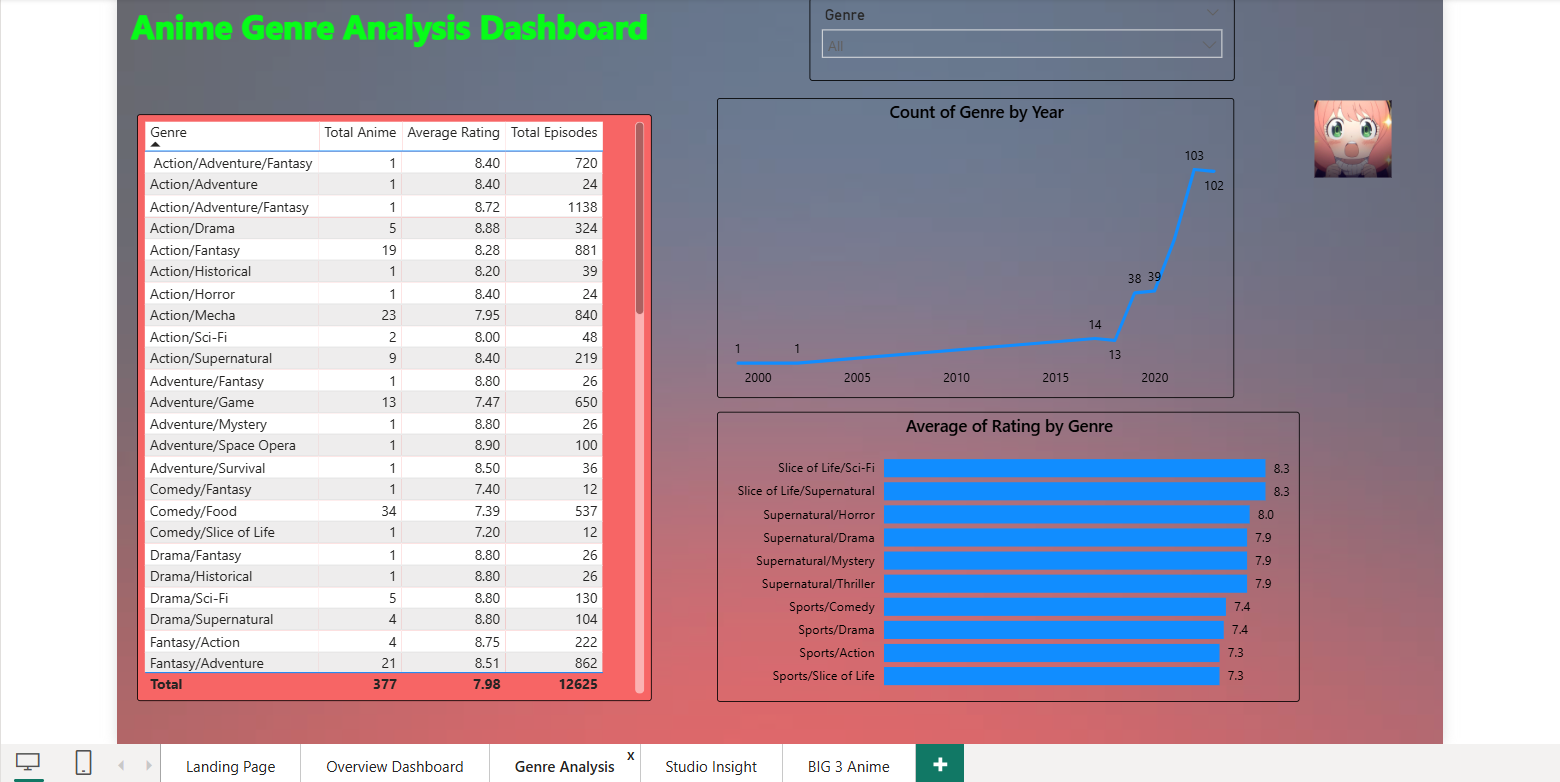 Anime Genre Analysis Dashboard
Genre
All
Genre Total Anime Average Rating Total Episodes
Action/Adventure/Fantasy 1 8.40 720
Action/Adventure 1 8.40 24
Action/Adventure/Fantasy 1 8.72 1138
Action/Drama 5 8.88 324
Action/Fantasy 19 8.28 881
Action/Historical 1 8.20 39
Action/Horror 1 8.40 24
Action/Mecha 23 7.95 840
Action/Sci-Fi 2 8.00 48
Action/Supernatural 9 8.40 219
Adventure/Fantasy 1 8.80 26
Adventure/Game 13 7.47 650
Adventure/Mystery 1 8.80 26
Adventure/Space Opera 1 8.90 100
Adventure/Survival 1 8.50 36
Comedy/Fantasy 1 7.40 12
Comedy/Food 34 7.39 537
Comedy/Slice of Life 1 7.20 12
Drama/Fantasy 1 8.80 26
Drama/Historical 1 8.80 26
Drama/Sci-Fi 5 8.80 130
Drama/Supernatural 4 8.80 104
Fantasy/Action 4 8.75 222
Fantasy/Adventure 21 8.51 862
Total 377 7.98 12625
Count of Genre by Year
103
102
38 39
14
13
1 1
2000 2005 2010 2015 2020
Average of Rating by Genre
Slice of Life/Sci-Fi 8.3
Slice of Life/Supernatural 8.3
Supernatural/Horror 8.0
Supernatural/Drama 7.9
Supernatural/Mystery 7.9
Supernatural/Thriller 7.9
Sports/Comedy 7.4
Sports/Drama 7.4
Sports/Action 7.3
Sports/Slice of Life 7.3
Landing Page Overview Dashboard Genre Analysis x Studio Insight BIG 3 Anime +